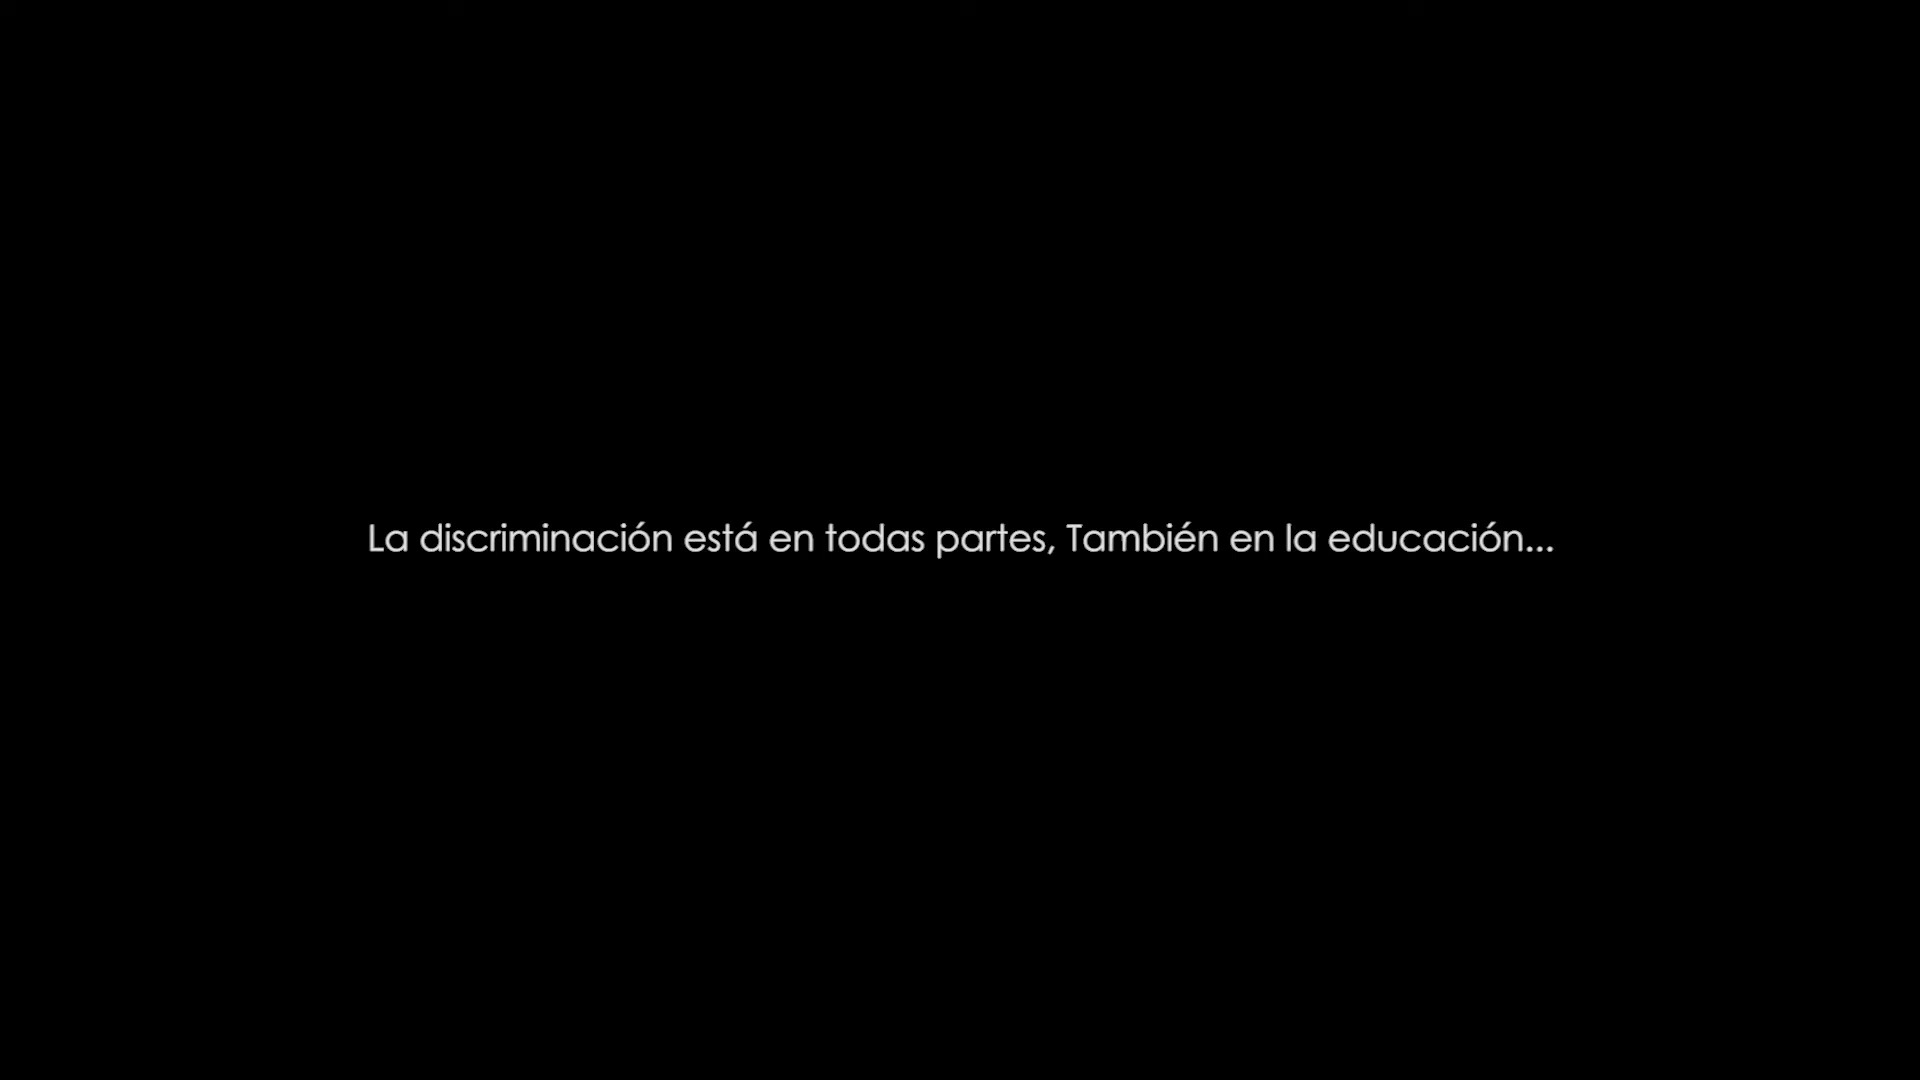 La discriminación está en todas partes, También en la educación...